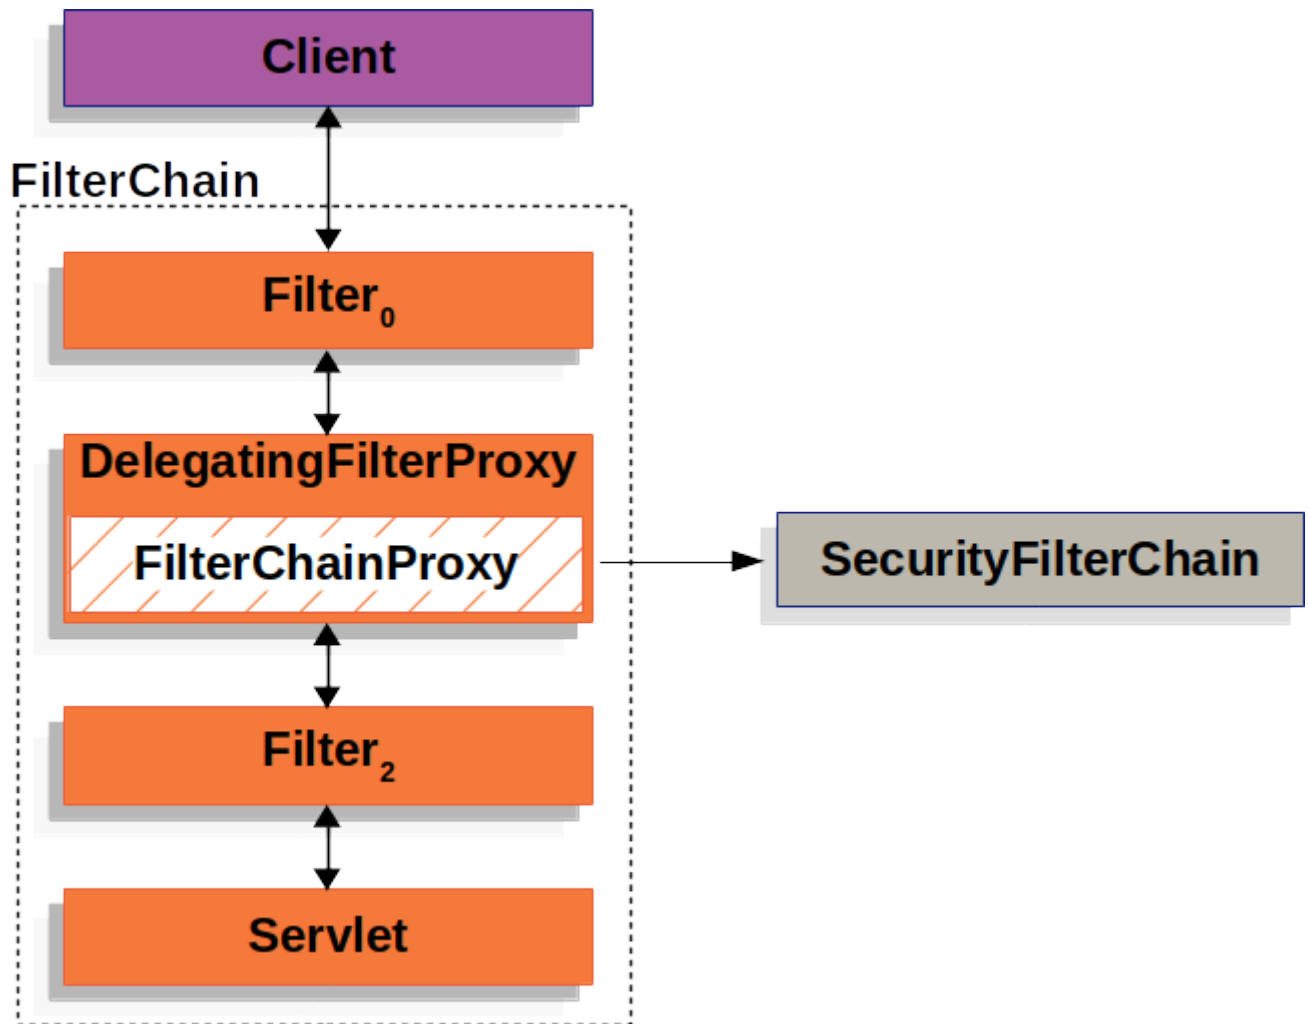 Client
FilterChain
Filter0
DelegatingFilterProxy
FilterChainProxy
SecurityFilterChain
Filter2
Servlet